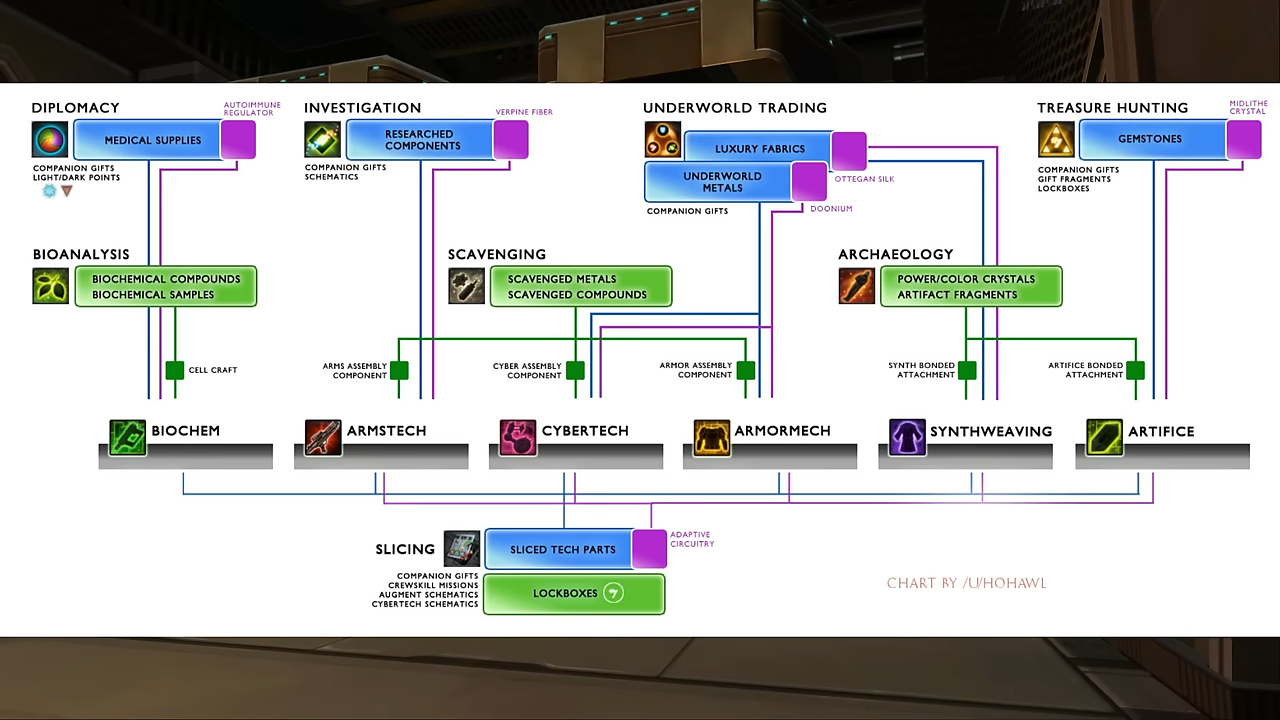 DIPLOMACY
AUTOIMMUNE
REGULATOR
MEDICAL SUPPLIES
COMPANION GIFTS
LIGHT/DARK POINTS
INVESTIGATION
VERPINE FIBER
RESEARCHED
COMPONENTS
COMPANION GIFTS
SCHEMATICS
UNDERWORLD TRADING
LUXURY FABRICS
UNDERWORLD
METALS
OTTEGAN SILK
COMPANION GIFTS
DOONIUM
TREASURE HUNTING
MIDLITHE
CRYSTAL
GEMSTONES
COMPANION GIFTS
GIFT FRAGMENTS
LOCKBOXES
BIOANALYSIS
BIOCHEMICAL COMPOUNDS
BIOCHEMICAL SAMPLES
SCAVENGING
SCAVENGED METALS
SCAVENGED COMPOUNDS
ARCHAEOLOGY
POWER/COLOR CRYSTALS
ARTIFACT FRAGMENTS
CELL CRAFT
ARMS ASSEMBLY
COMPONENT
CYBER ASSEMBLY
COMPONENT
ARMOR ASSEMBLY
COMPONENT
SYNTH BONDED
ATTACHMENT
ARTIFICE BONDED
ATTACHMENT
BIOCHEM
ARMSTECH
CYBERTECH
ARMORMECH
SYNTHWEAVING
ARTIFICE
SLICING
SLICED TECH PARTS
ADAPTIVE
CIRCUITRY
COMPANION GIFTS
CREWSKILL MISSIONS
AUGMENT SCHEMATICS
CYBERTECH SCHEMATICS
LOCKBOXES
CHART BY /U/HOHAWL